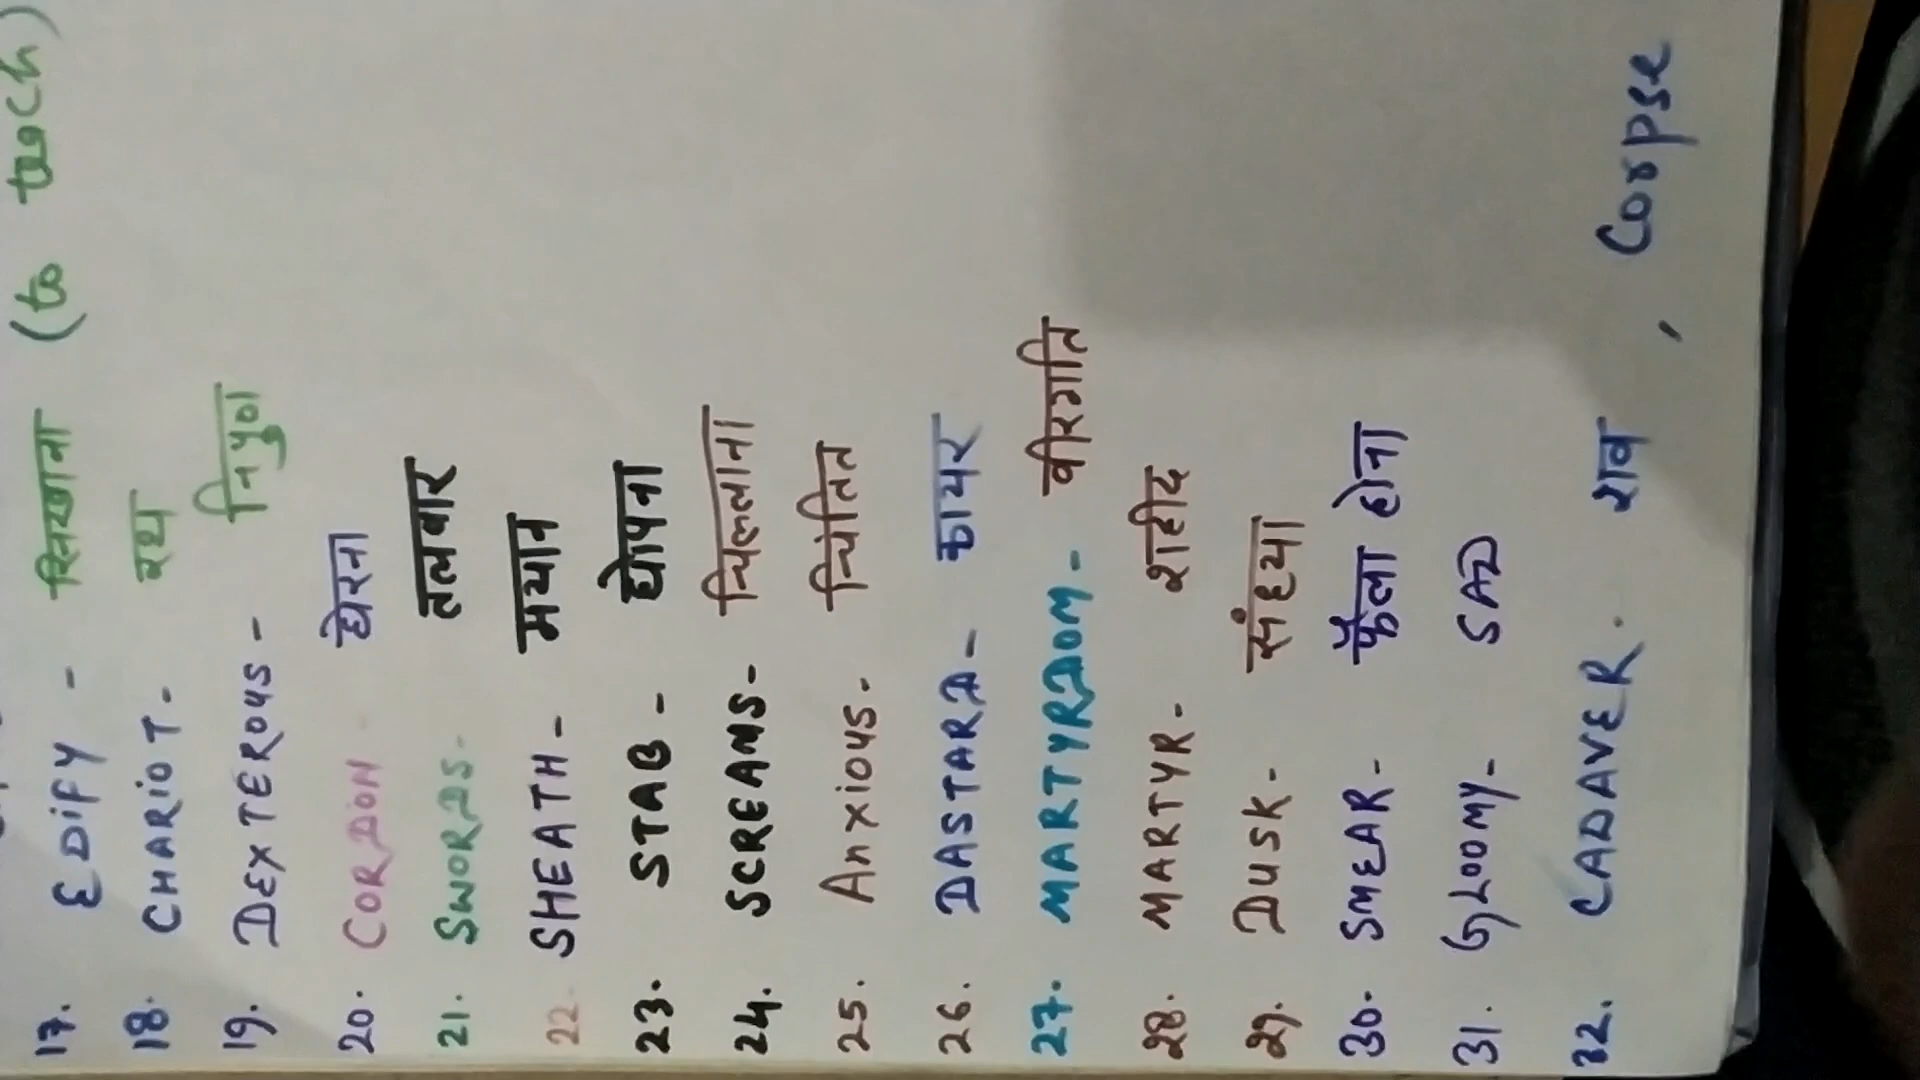 17. EDiFY - सिखाना (to teach)
18. CHARIOT - रथ
19. DEXTEROUS - निपुण
20. CORDON घेरना
21. SWORDS - तलवार
22. SHEATH - मयान
23. STAB - घोपना
24. SCREAMS - चिल्लाना
25. Anxious. चिंतित
26. DASTARD - कायर
27. MARTYRDOM - वीरगति
28. MARTYR - शहीद
29. DUSK - संध्या
30. SMEAR - फैला होना
31. GLOOMY - SAD
32. CADAVER. शव , Corpse